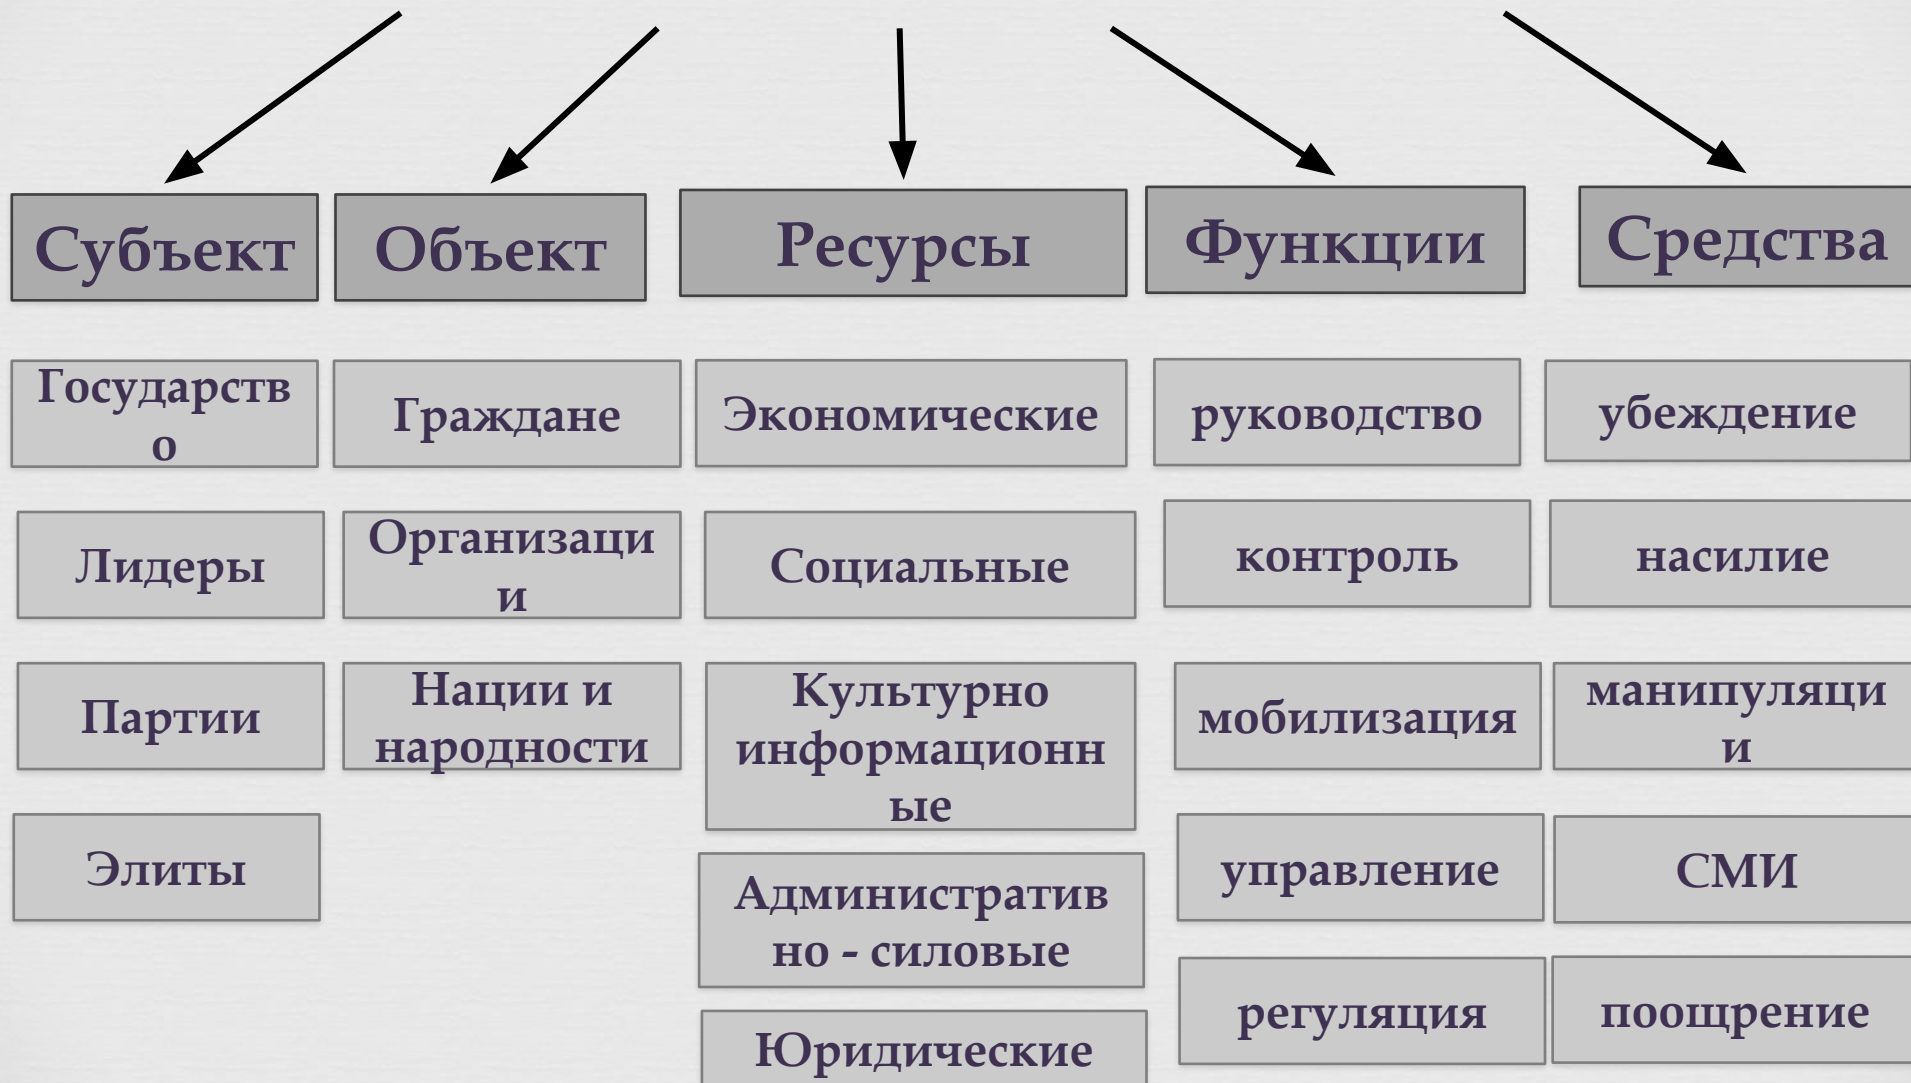 Субъект
Объект
Ресурсы
Функции
Средства
Государств
о
Граждане
Экономические
руководство
убеждение
Лидеры
Организаци
и
Социальные
контроль
насилие
Партии
Нации и
народности
Культурно
информационн
ые
мобилизация
манипуляци
и
Элиты
Административ
но - силовые
управление
СМИ
Юридические
регуляция
поощрение